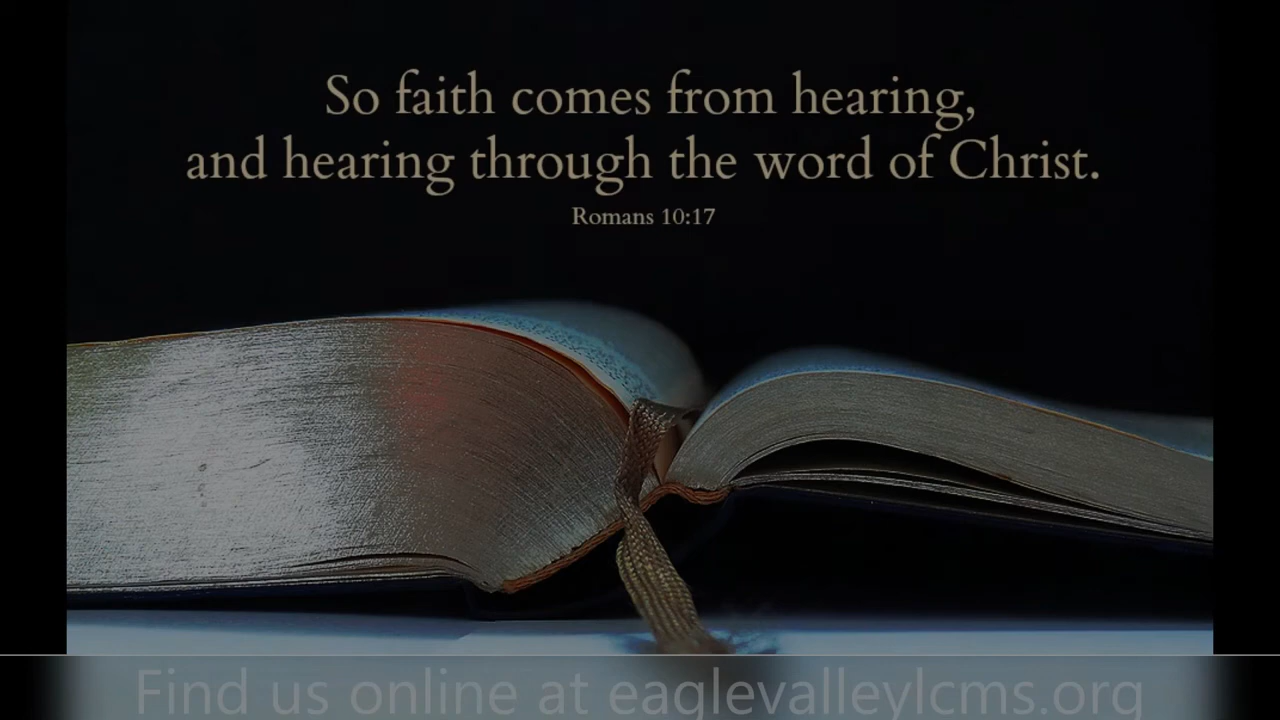 So faith comes from hearing,
and hearing through the word of Christ.
Romans 10:17
Find us online at eaglevalleylcms.org